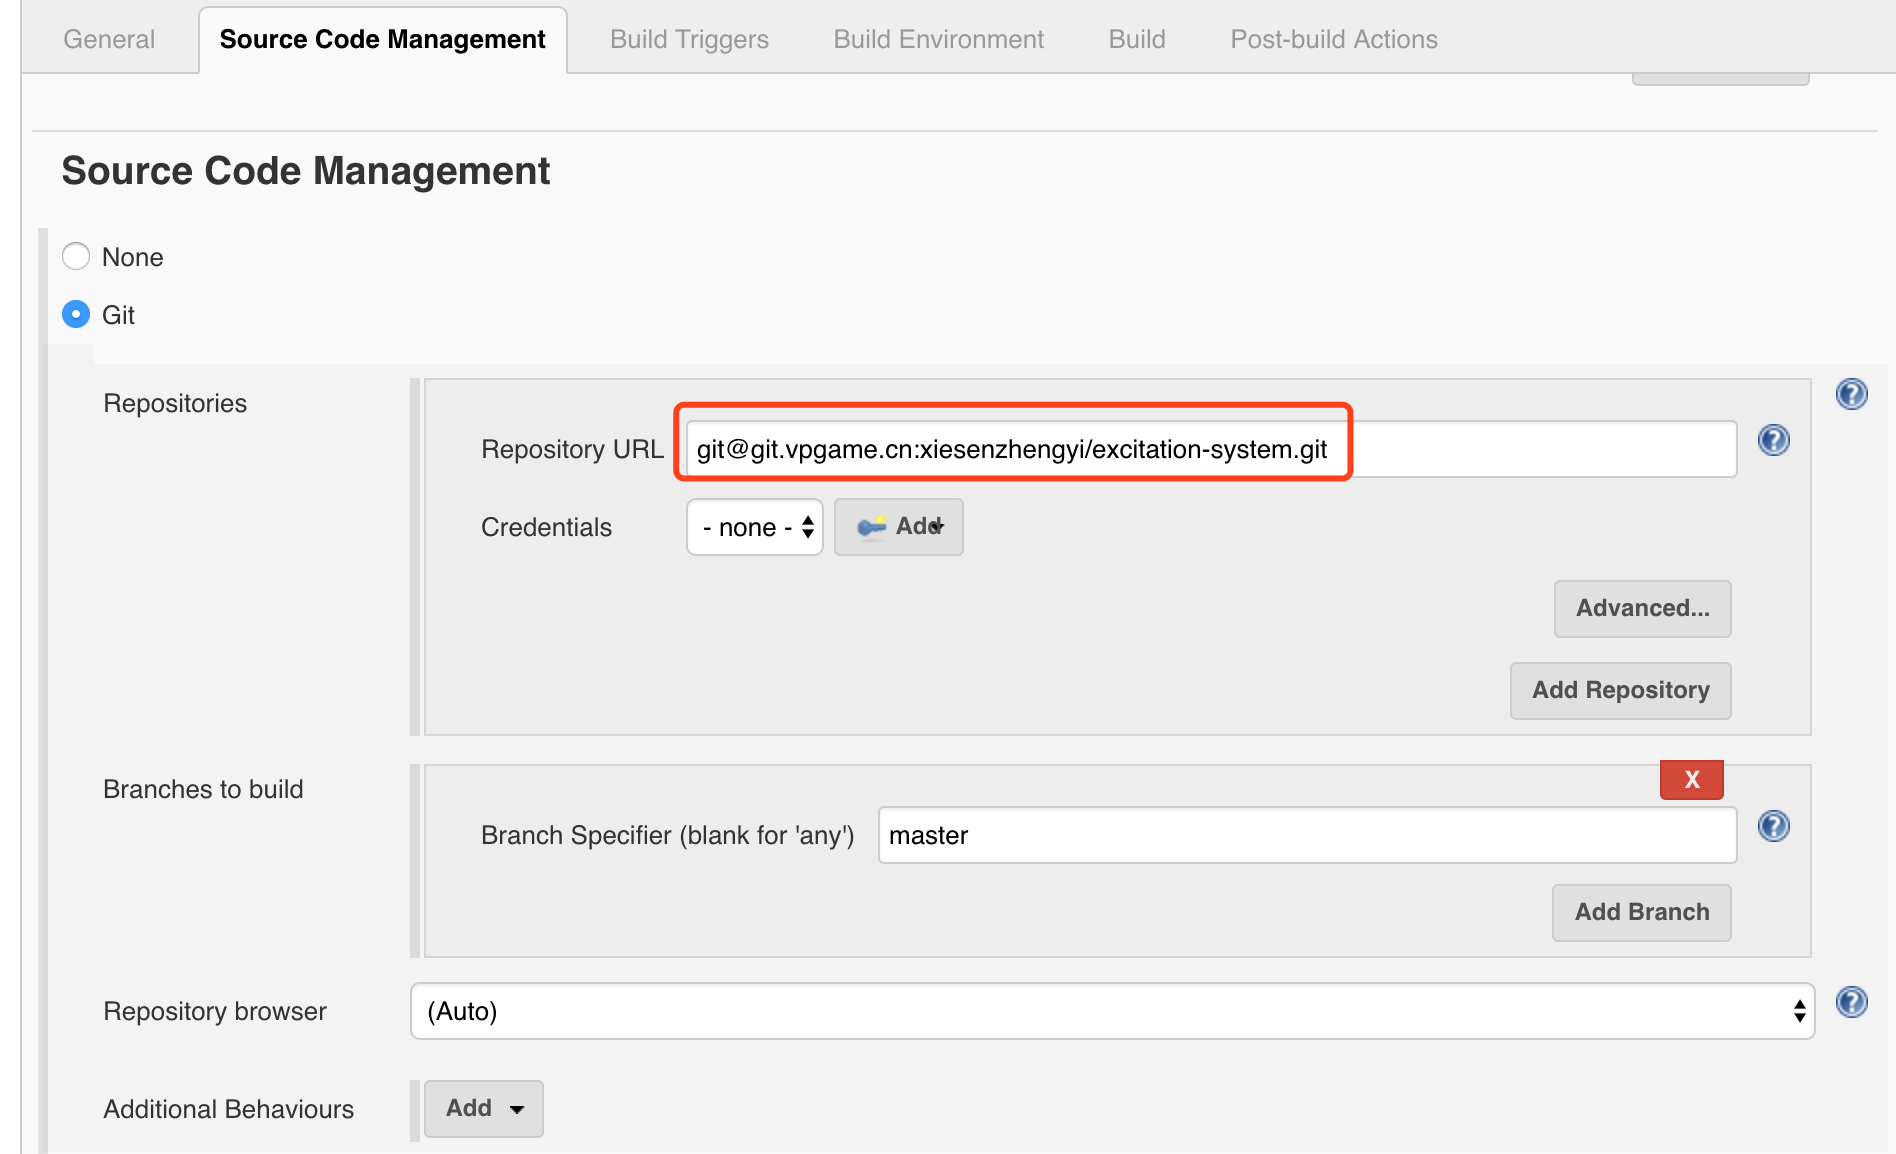 General Source Code Management Build Triggers Build Environment Build Post-build Actions
Source Code Management
None
Git
Repositories
Repository URL git@git.vpgame.cn:xiesenzhengyi/excitation-system.git
Credentials - none - Add
Advanced...
Add Repository
Branches to build
X
Branch Specifier (blank for 'any') master
Add Branch
Repository browser (Auto)
Additional Behaviours Add